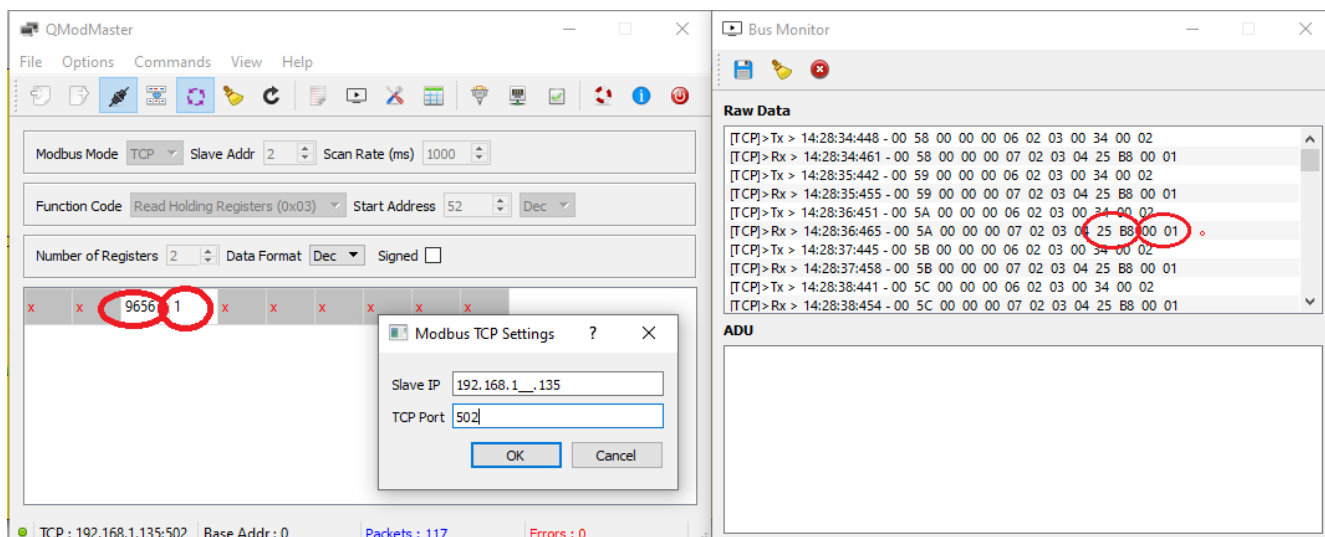 QModMaster
File Options Commands View Help
Modbus Mode TCP Slave Addr 2 Scan Rate (ms) 1000
Function Code Read Holding Registers (0x03) Start Address 52 Dec
Number of Registers 2 Data Format Dec Signed
x x 9656 1 x x x x x x
Modbus TCP Settings ?
Slave IP 192.168.1__.135
TCP Port 502
OK Cancel
TCP : 192.168.1.135:502 Base Addr : 0 Packets : 117 Errors : 0
Bus Monitor
Raw Data
[TCP]>Tx > 14:28:34:448 - 00 58 00 00 00 06 02 03 00 34 00 02
[TCP]>Rx > 14:28:34:461 - 00 58 00 00 00 07 02 03 04 25 B8 00 01
[TCP]>Tx > 14:28:35:442 - 00 59 00 00 00 06 02 03 00 34 00 02
[TCP]>Rx > 14:28:35:455 - 00 59 00 00 00 07 02 03 04 25 B8 00 01
[TCP]>Tx > 14:28:36:451 - 00 5A 00 00 00 06 02 03 00 34 00 02
[TCP]>Rx > 14:28:36:465 - 00 5A 00 00 00 07 02 03 04 25 B8 00 01
[TCP]>Tx > 14:28:37:445 - 00 5B 00 00 00 06 02 03 00 34 00 02
[TCP]>Rx > 14:28:37:458 - 00 5B 00 00 00 07 02 03 04 25 B8 00 01
[TCP]>Tx > 14:28:38:441 - 00 5C 00 00 00 06 02 03 00 34 00 02
[TCP]>Rx > 14:28:38:454 - 00 5C 00 00 00 07 02 03 04 25 B8 00 01
ADU